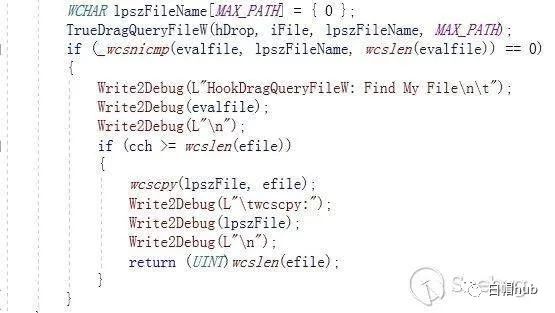 WCHAR lpszFileName[MAX_PATH] = { 0 };
TrueDragQueryFileW(hDrop, iFile, lpszFileName, MAX_PATH);
if (_wcsnicmp(evalfile, lpszFileName, wcslen(evalfile)) == 0)
{
Write2Debug(L"HookDragQueryFileW: Find My File\n\t");
Write2Debug(evalfile);
Write2Debug(L"\n");
if (cch >= wcslen(efile))
{
wcscpy(lpszFile, efile);
Write2Debug(L"\twcscpy:");
Write2Debug(lpszFile);
Write2Debug(L"\n");
return (UINT)wcslen(efile);
}
}
白帽hub